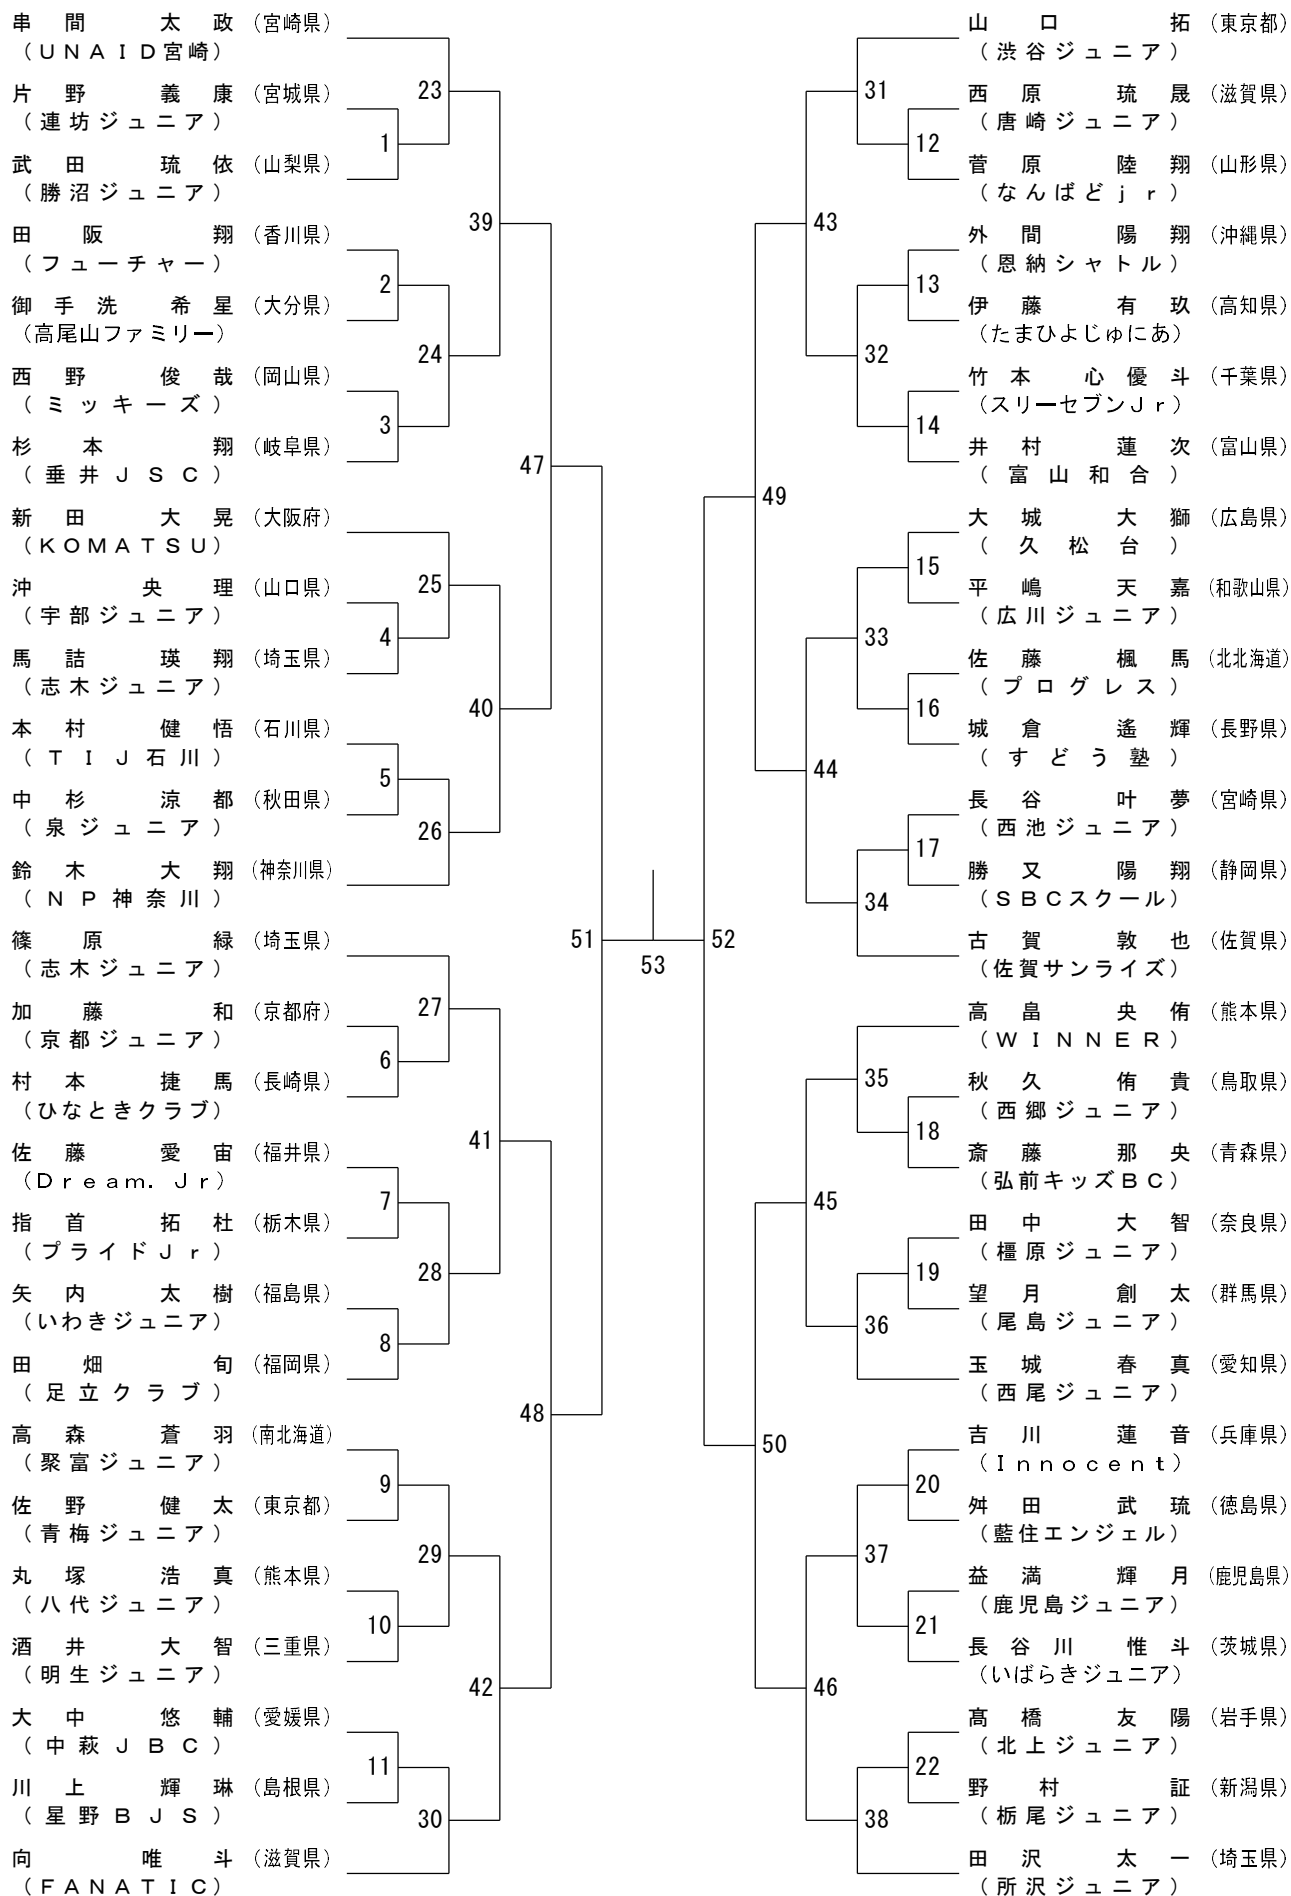 串間 太政 (宮崎県)
(UNAID宮崎)
片野 義康 (宮城県)
(連坊ジュニア)
武田 琉依 (山梨県)
(勝沼ジュニア)
田阪 翔 (香川県)
(フューチャー)
御手洗 希星 (大分県)
(高尾山ファミリー)
西野 俊哉 (岡山県)
(ミッキーズ)
杉本 翔 (岐阜県)
(垂井JSC)
新田 大晃 (大阪府)
(KOMATSU)
沖 央理 (山口県)
(宇部ジュニア)
馬詰 瑛翔 (埼玉県)
(志木ジュニア)
本村 健悟 (石川県)
(TIJ石川)
中杉 涼都 (秋田県)
(泉ジュニア)
鈴木 大翔 (神奈川県)
(NP神奈川)
篠原 緑 (埼玉県)
(志木ジュニア)
加藤 和 (京都府)
(京都ジュニア)
村本 捷馬 (長崎県)
(ひなときクラブ)
佐藤 愛宙 (福井県)
(Dream. Jr)
指首 拓杜 (栃木県)
(プライドJr)
矢内 太樹 (福島県)
(いわきジュニア)
田畑 旬 (福岡県)
(足立クラブ)
高森 蒼羽 (南北海道)
(聚富ジュニア)
佐野 健太 (東京都)
(青梅ジュニア)
丸塚 浩真 (熊本県)
(八代ジュニア)
酒井 大智 (三重県)
(明生ジュニア)
大中 悠輔 (愛媛県)
(中萩JBC)
川上 輝琳 (島根県)
(星野BJS)
向 唯斗 (滋賀県)
(FANATIC)
1
2
3
4
5
6
7
8
9
10
11
23
24
25
26
27
28
29
30
39
40
41
42
47
48
51
53
52
49
50
43
44
45
46
31
32
33
34
35
36
37
38
12
13
14
15
16
17
18
19
20
21
22
山口 拓 (東京都)
(渋谷ジュニア)
西原 琉晟 (滋賀県)
(唐崎ジュニア)
菅原 陸翔 (山形県)
(なんばどjr)
外間 陽翔 (沖縄県)
(恩納シャトル)
伊藤 有玖 (高知県)
(たまひよじゅにあ)
竹本 心優斗 (千葉県)
(スリーセブンJr)
井村 蓮次 (富山県)
(富山和合)
大城 大獅 (広島県)
(久松台)
平嶋 天嘉 (和歌山県)
(広川ジュニア)
佐藤 楓馬 (北北海道)
(プログレス)
城倉 遙輝 (長野県)
(すどう塾)
長谷 叶夢 (宮崎県)
(西池ジュニア)
勝又 陽翔 (静岡県)
(SBCスクール)
古賀 敦也 (佐賀県)
(佐賀サンライズ)
高畠 央侑 (熊本県)
(WINNER)
秋久 侑貴 (鳥取県)
(西郷ジュニア)
斎藤 那央 (青森県)
(弘前キッズBC)
田中 大智 (奈良県)
(橿原ジュニア)
望月 創太 (群馬県)
(尾島ジュニア)
玉城 春真 (愛知県)
(西尾ジュニア)
吉川 蓮音 (兵庫県)
(Innocent)
舛田 武琉 (徳島県)
(藍住エンジェル)
益満 輝月 (鹿児島県)
(鹿児島ジュニア)
長谷川 惟斗 (茨城県)
(いばらきジュニア)
髙橋 友陽 (岩手県)
(北上ジュニア)
野村 証 (新潟県)
(栃尾ジュニア)
田沢 太一 (埼玉県)
(所沢ジュニア)